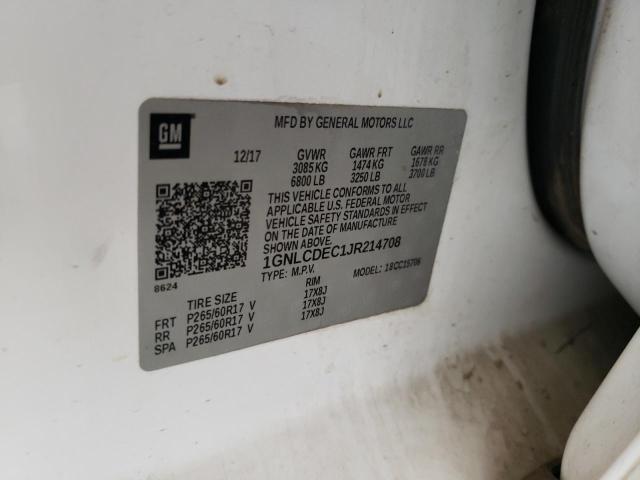 GM
MFD BY GENERAL MOTORS LLC
12/17 GVWR GAWR FRT GAWR RR
3085 KG 1474 KG 1678 KG
6800 LB 3250 LB 3700 LB
THIS VEHICLE CONFORMS TO ALL
APPLICABLE U.S. FEDERAL MOTOR
VEHICLE SAFETY STANDARDS IN EFFECT
ON THE DATE OF MANUFACTURE
SHOWN ABOVE.
1GNLCDEC1JR214708
TYPE: M.P.V. MODEL: 18CC15706
8624
TIRE SIZE RIM
FRT P265/60R17 V 17X8J
RR P265/60R17 V 17X8J
SPA P265/60R17 V 17X8J